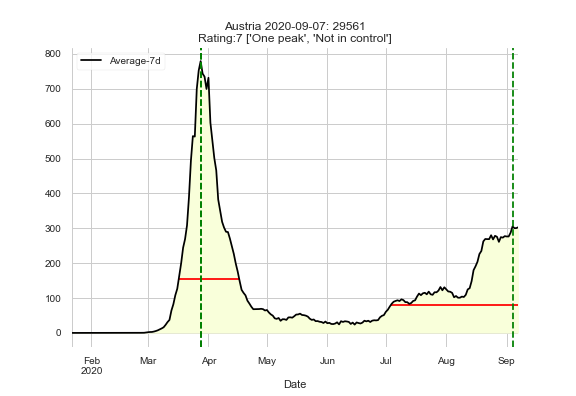 Austria 2020-09-07: 29561
Rating:7 ['One peak', 'Not in control']
Average-7d
800
700
600
500
400
300
200
100
0
Feb Mar Apr May Jun Jul Aug Sep
2020
Date